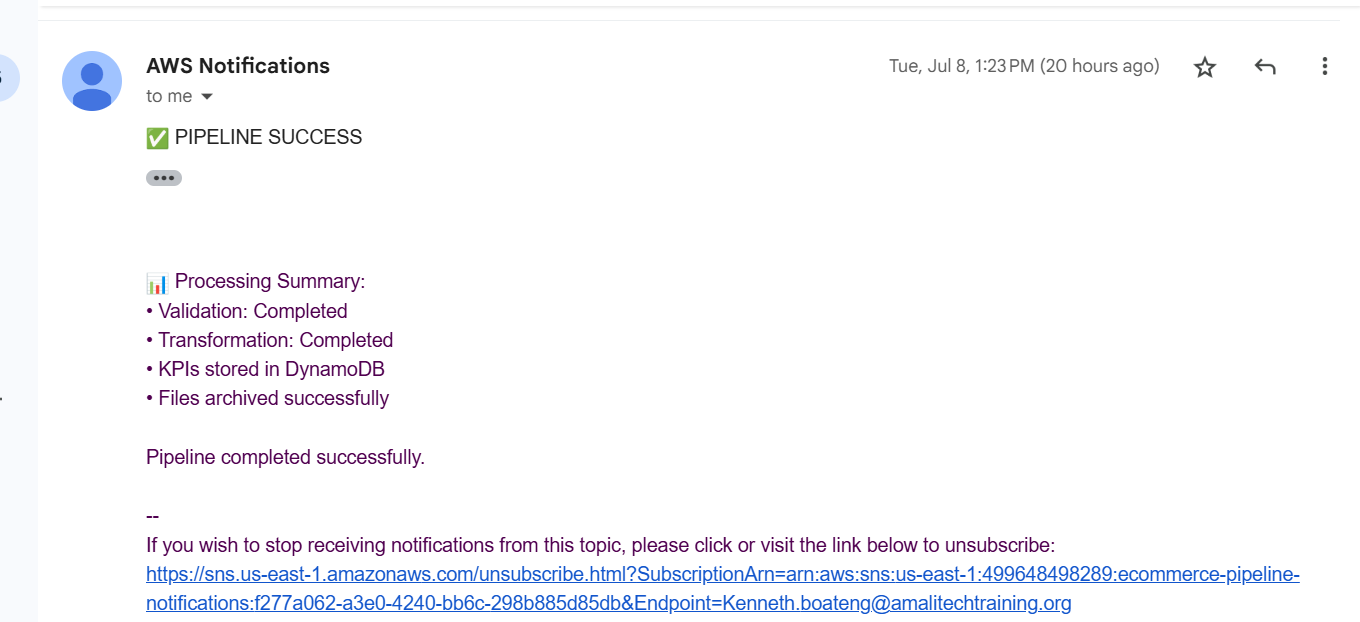 AWS Notifications
Tue, Jul 8, 1:23 PM (20 hours ago)
to me
✅ PIPELINE SUCCESS
•••
📊 Processing Summary:
• Validation: Completed
• Transformation: Completed
• KPIs stored in DynamoDB
• Files archived successfully
Pipeline completed successfully.
--
If you wish to stop receiving notifications from this topic, please click or visit the link below to unsubscribe:
https://sns.us-east-1.amazonaws.com/unsubscribe.html?SubscriptionArn=arn:aws:sns:us-east-1:499648498289:ecommerce-pipeline-
notifications:f277a062-a3e0-4240-bb6c-298b885d85db&Endpoint=Kenneth.boateng@amalitechtraining.org